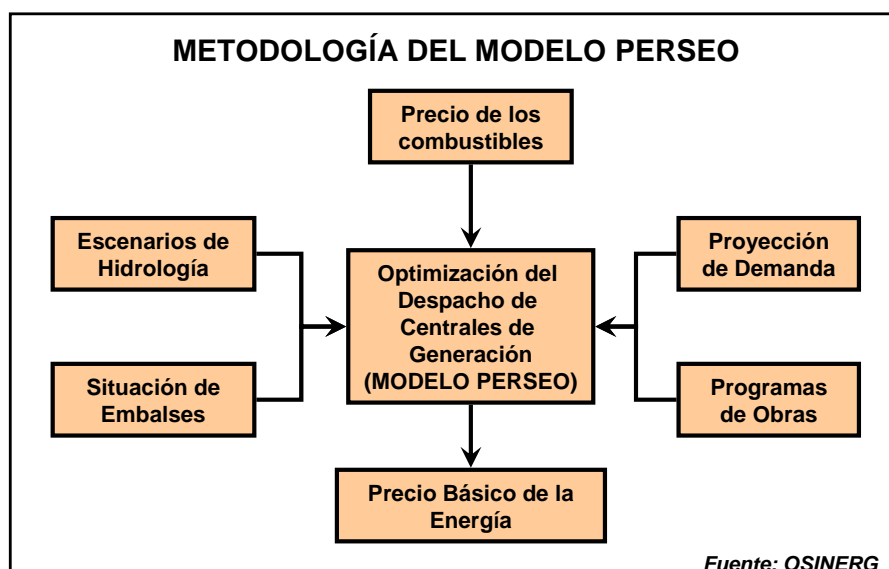 METODOLOGÍA DEL MODELO PERSEO
Precio de los
combustibles
Escenarios de
Hidrología
Proyección
de Demanda
Optimización del
Despacho de
Centrales de
Generación
(MODELO PERSEO)
Situación de
Embalses
Programas
de Obras
Precio Básico de la
Energía
Fuente: OSINERG